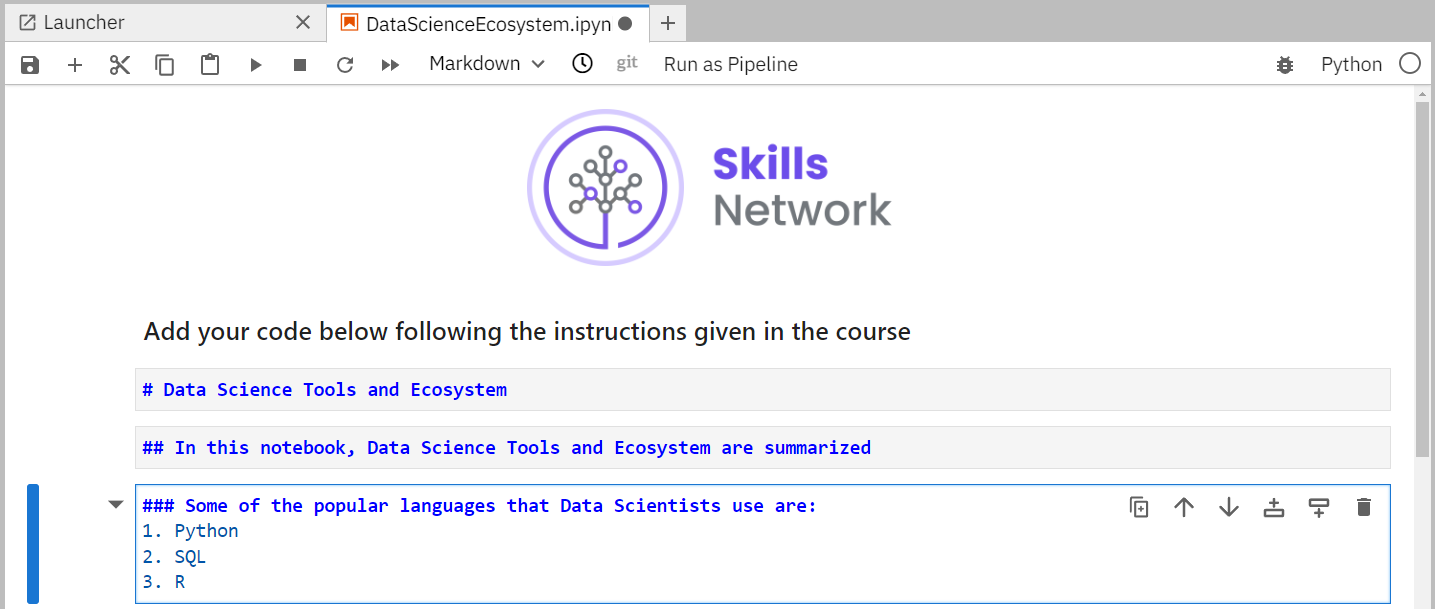 Launcher
DataScienceEcosystem.ipyn
Markdown
git
Run as Pipeline
Python
Skills
Network
Add your code below following the instructions given in the course
# Data Science Tools and Ecosystem
## In this notebook, Data Science Tools and Ecosystem are summarized
### Some of the popular languages that Data Scientists use are:
1. Python
2. SQL
3. R